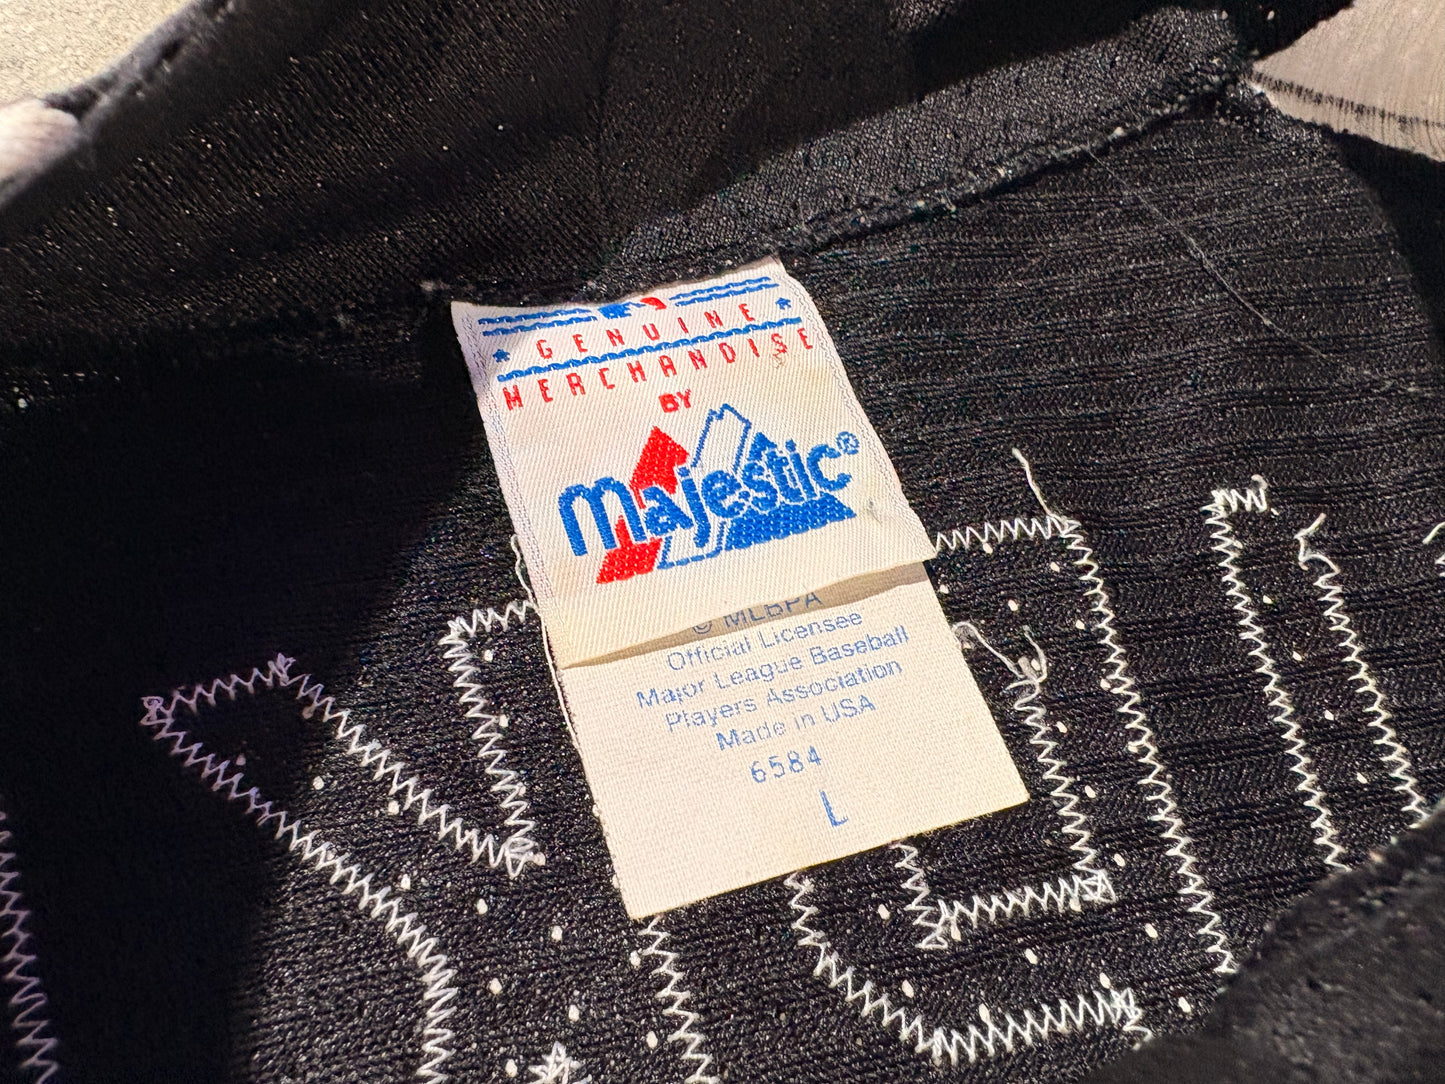 GENUINE
MERCHANDISE
BY
majestic®
© MLBPA
Official Licensee
Major League Baseball
Players Association
Made in USA
6584
L